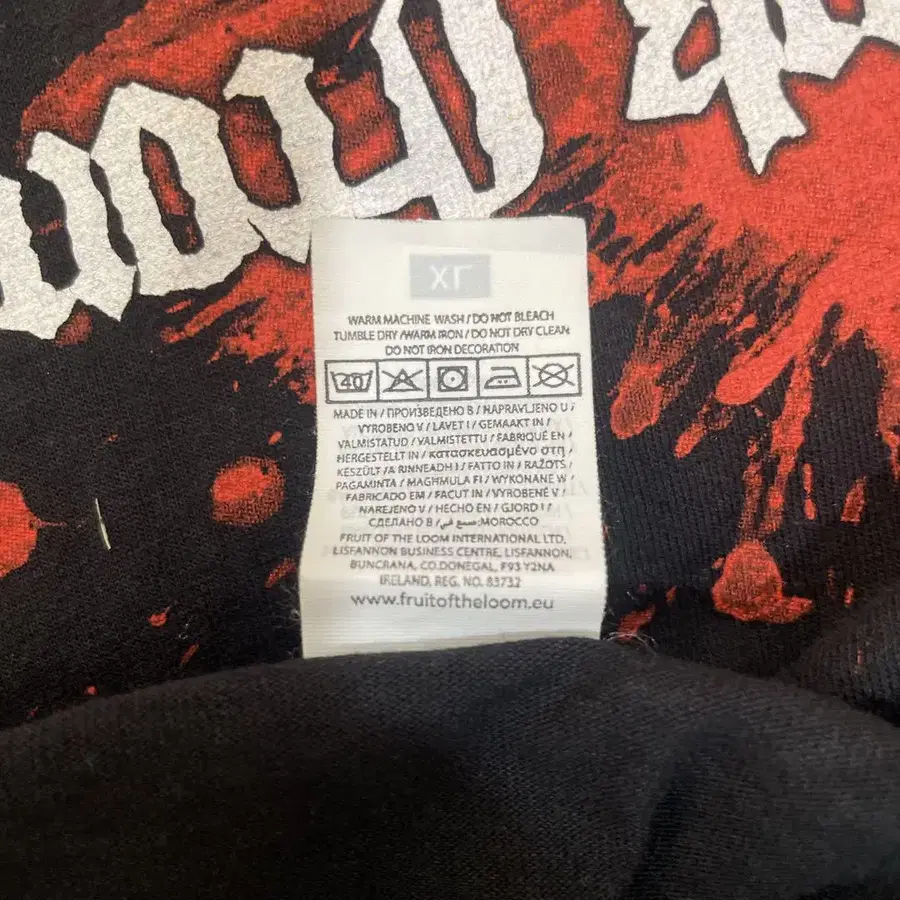 XL
WARM MACHINE WASH / DO NOT BLEACH
TUMBLE DRY / WARM IRON / DO NOT DRY CLEAN
DO NOT IRON DECORATION
40
MADE IN / ПРОИЗВЕДЕНО В / NAPRAVLJENO U /
VYROBENO V / LAVET I / GEMAAKT IN /
VALMISTATUD / VALMISTETTU / FABRIQUÉ EN /
HERGESTELLT IN / κατασκευασμένο στη /
KÉSZÜLT /A RINNEADH I / FATTO IN / RAŽOTS /
PAGAMINTA / MAGHMULA FI / WYKONANE W /
FABRICADO EM / FACUT IN / VYROBENÉ V /
NAREJENO V / HECHO EN / GJORD I /
СДЕЛАНО В / صنع في: MOROCCO
FRUIT OF THE LOOM INTERNATIONAL LTD,
LISFANNON BUSINESS CENTRE, LISFANNON,
BUNCRANA, CO.DONEGAL, F93 Y2NA
IRELAND, REG. NO. 83732
www.fruitoftheloom.eu